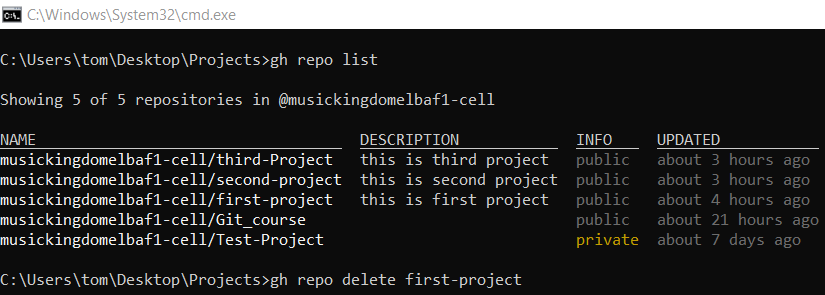 C:\Windows\System32\cmd.exe
C:\Users\tom\Desktop\Projects>gh repo list
Showing 5 of 5 repositories in @musickingdomelbaf1-cell
NAME DESCRIPTION INFO UPDATED
musickingdomelbaf1-cell/third-Project this is third project public about 3 hours ago
musickingdomelbaf1-cell/second-project this is second project public about 3 hours ago
musickingdomelbaf1-cell/first-project this is first project public about 4 hours ago
musickingdomelbaf1-cell/Git_course public about 21 hours ago
musickingdomelbaf1-cell/Test-Project private about 7 days ago
C:\Users\tom\Desktop\Projects>gh repo delete first-project